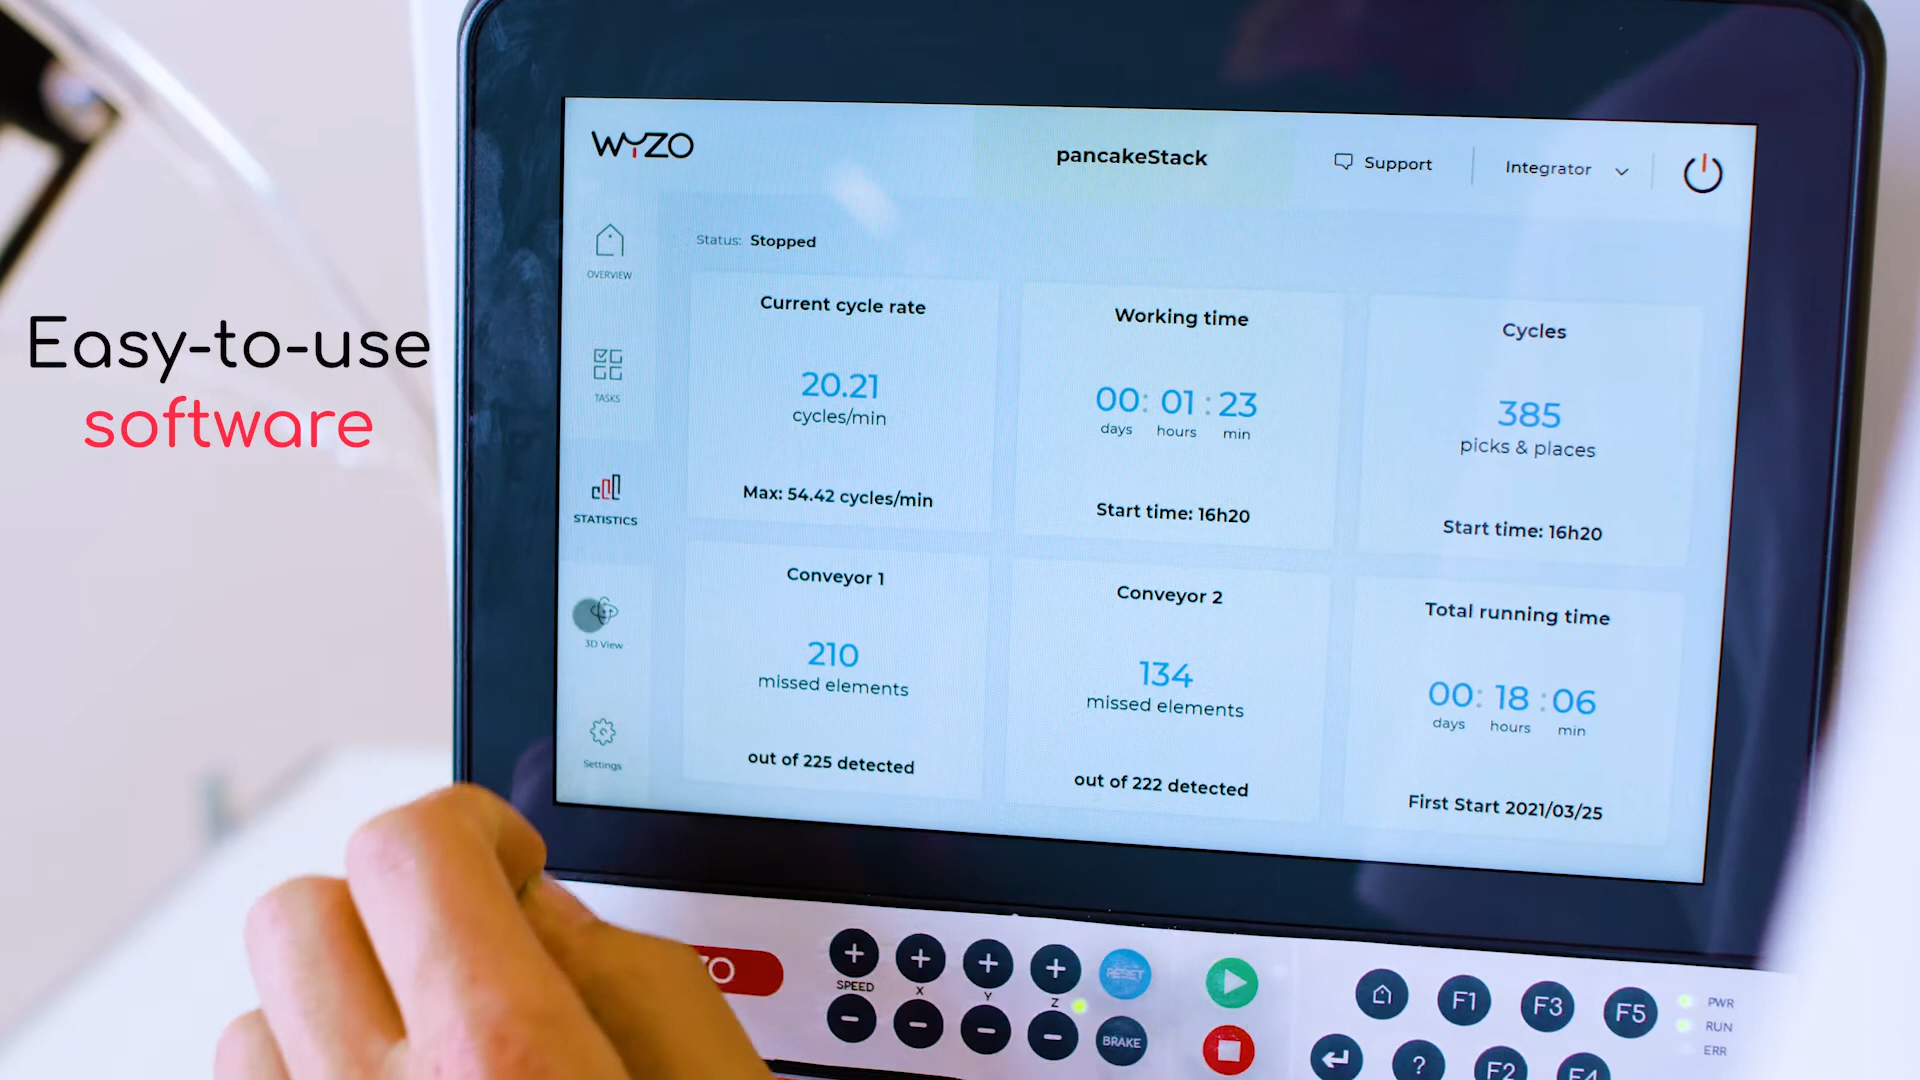 Easy-to-use
software
WYZO
pancakeStack
Support
Integrator
Status: Stopped
OVERVIEW
TASKS
STATISTICS
3D View
Settings
Current cycle rate
20.21
cycles/min
Max: 54.42 cycles/min
Working time
00: 01 : 23
days hours min
Start time: 16h20
Cycles
385
picks & places
Start time: 16h20
Conveyor 1
210
missed elements
out of 225 detected
Conveyor 2
134
missed elements
out of 222 detected
Total running time
00: 18 : 06
days hours min
First Start 2021/03/25
ZO
+ + + +
SPEED X Y Z
- - - -
RESET
BRAKE
F1 F3 F5
? F2 F4
PWR
RUN
ERR